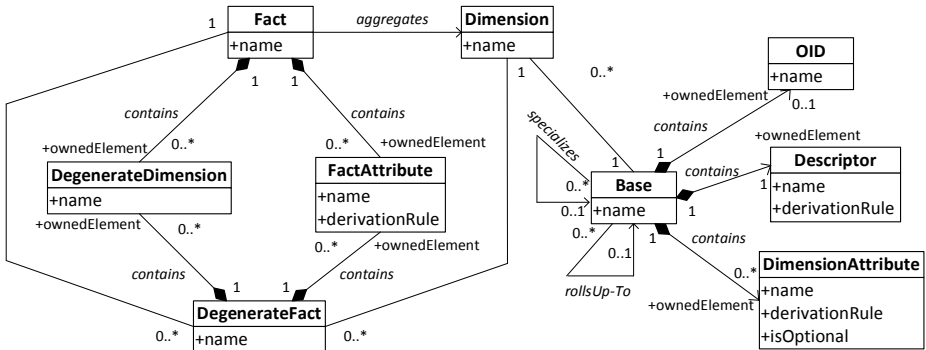 1 Fact aggregates Dimension
+name +name
1 1 1 0..*
OID
+name
+ownedElement
0..1
contains contains contains
+ownedElement 0..* 0..* +ownedElement
specializes
+ownedElement
DegenerateDimension FactAttribute
+name +name
+derivationRule
1 1 contains Descriptor
0..* Base 1 +name
0..1 +name 1 +derivationRule
+ownedElement 0..* 0..* +ownedElement
0..* 0..1 1 contains
contains contains
rollsUp-To
0..* DimensionAttribute
+ownedElement +name
+derivationRule
+isOptional
1 1
DegenerateFact
0..* +name 0..*